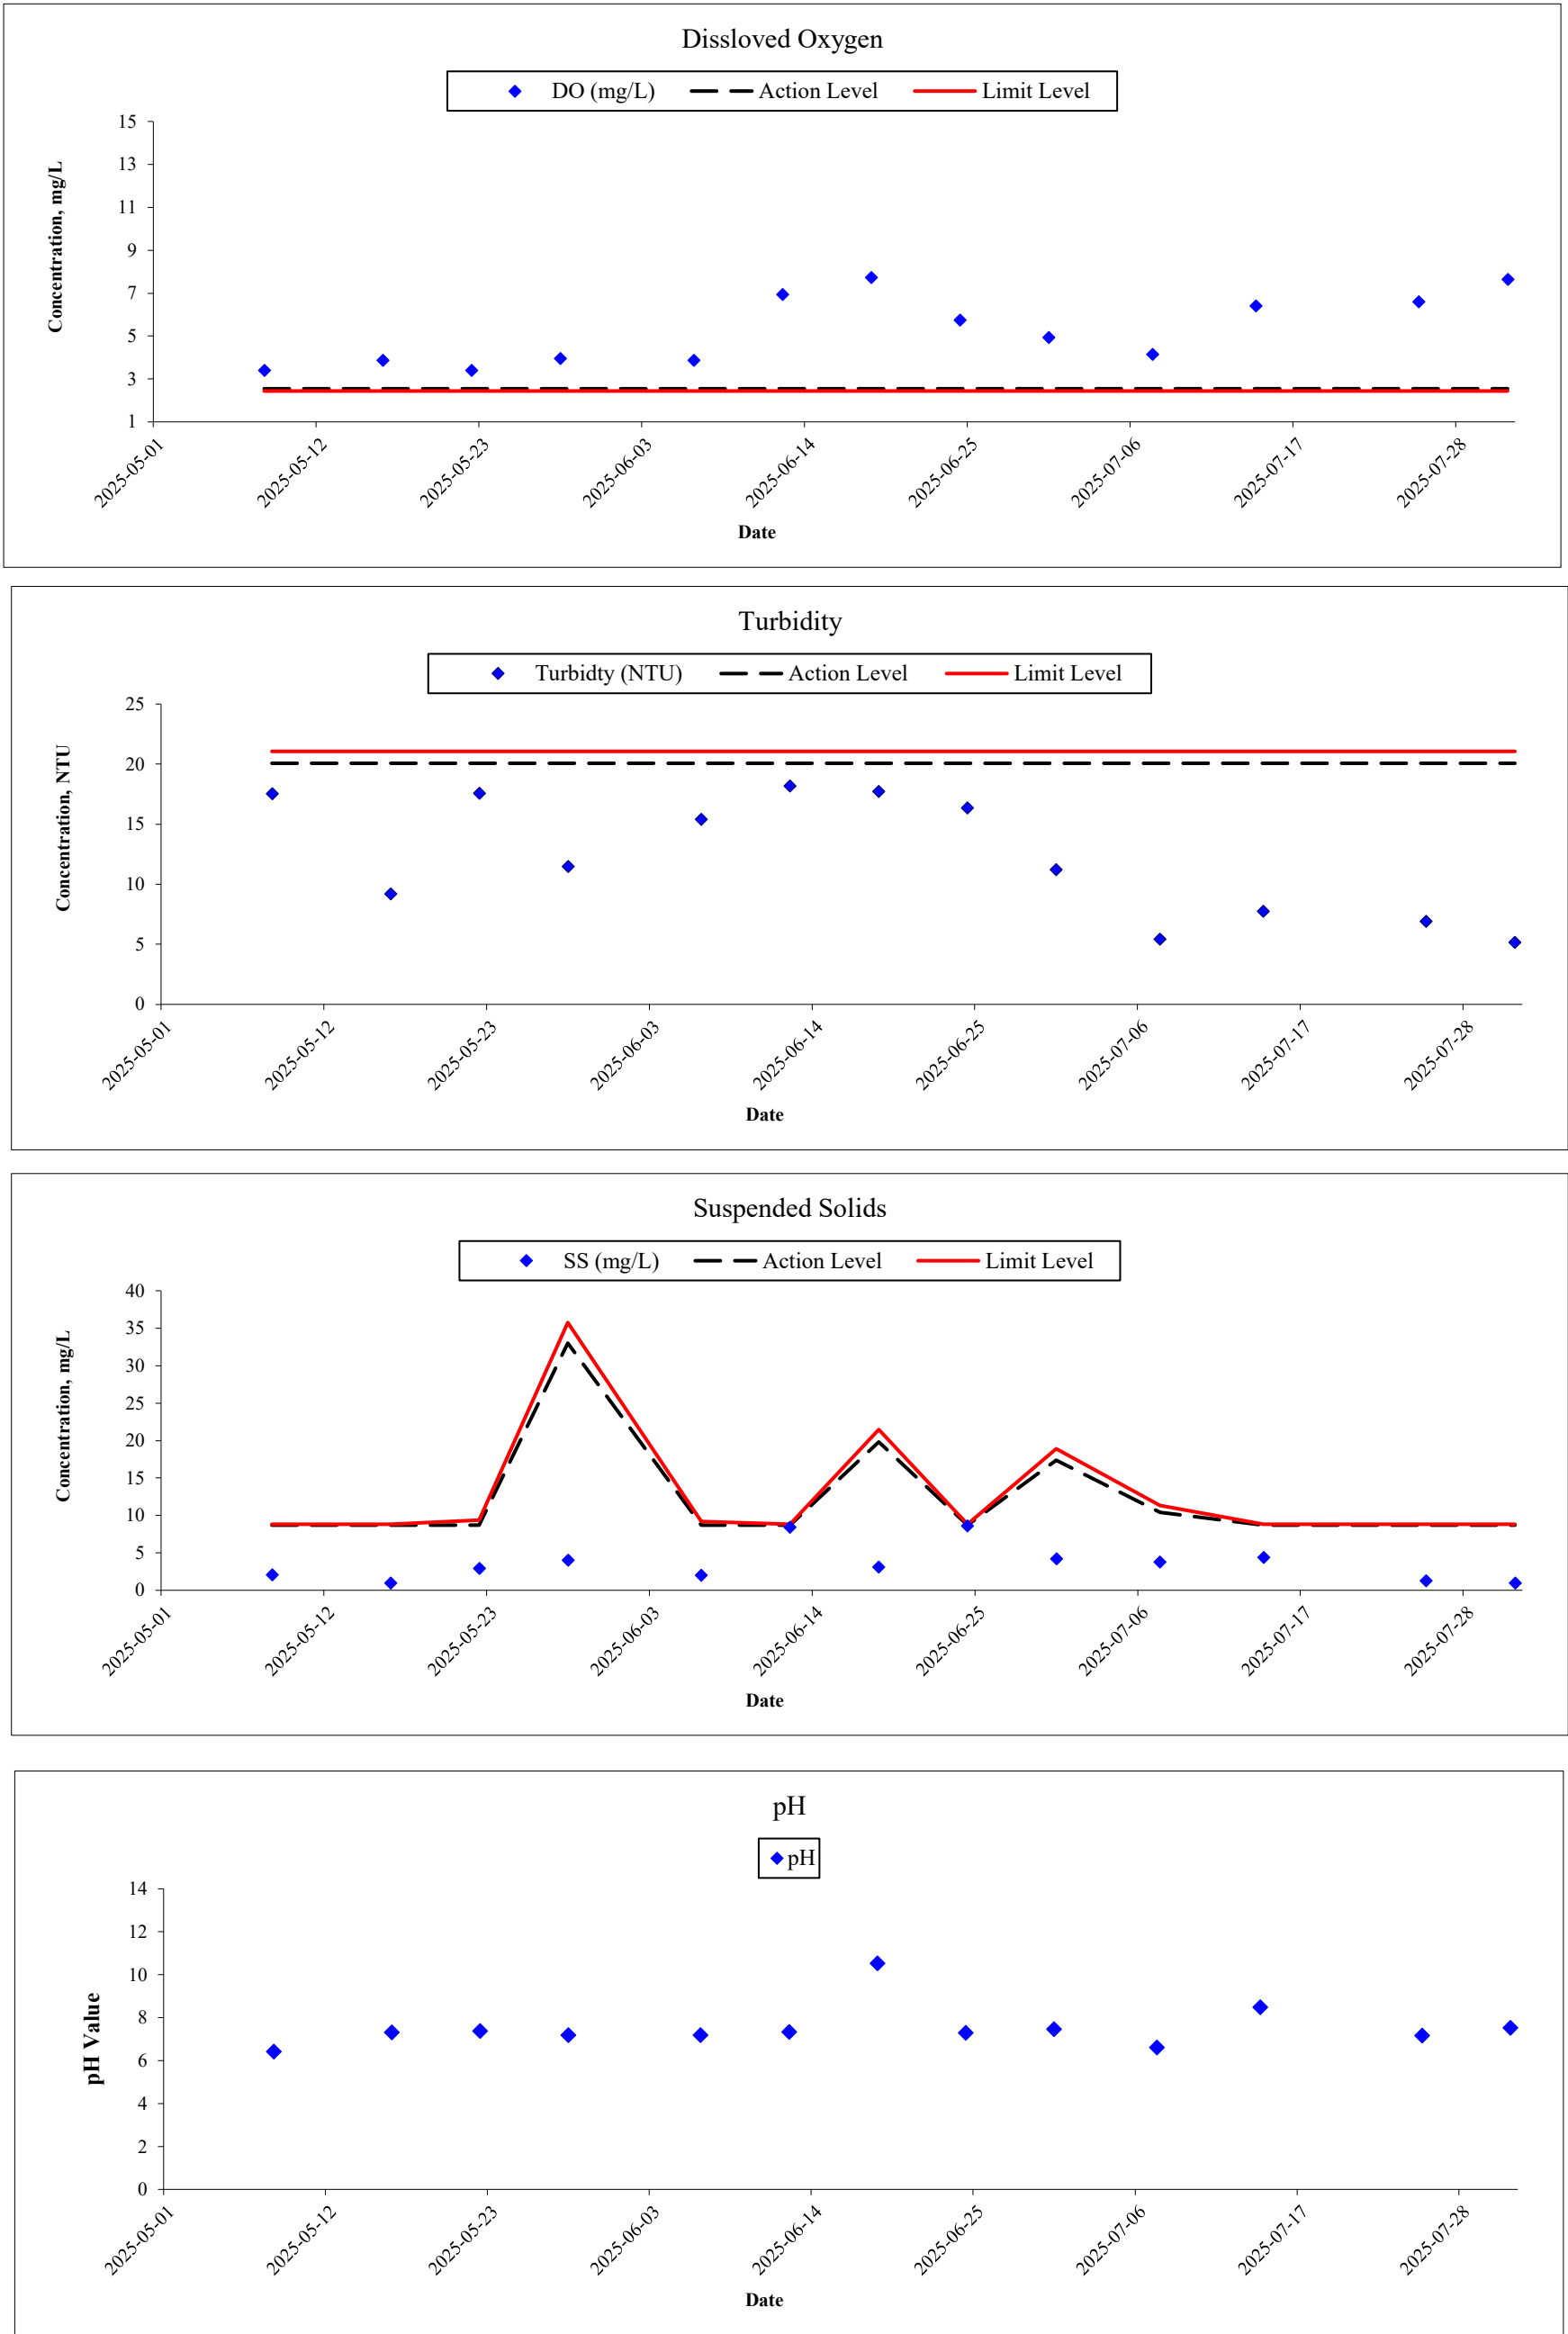 Dissloved Oxygen
DO (mg/L) Action Level Limit Level
Concentration, mg/L
15
13
11
9
7
5
3
1
2025-05-01 2025-05-12 2025-05-23 2025-06-03 2025-06-14 2025-06-25 2025-07-06 2025-07-17 2025-07-28
Date
Turbidity
Turbidty (NTU) Action Level Limit Level
Concentration, NTU
25
20
15
10
5
0
2025-05-01 2025-05-12 2025-05-23 2025-06-03 2025-06-14 2025-06-25 2025-07-06 2025-07-17 2025-07-28
Date
Suspended Solids
SS (mg/L) Action Level Limit Level
Concentration, mg/L
40
35
30
25
20
15
10
5
0
2025-05-01 2025-05-12 2025-05-23 2025-06-03 2025-06-14 2025-06-25 2025-07-06 2025-07-17 2025-07-28
Date
pH
pH
pH Value
14
12
10
8
6
4
2
0
2025-05-01 2025-05-12 2025-05-23 2025-06-03 2025-06-14 2025-06-25 2025-07-06 2025-07-17 2025-07-28
Date